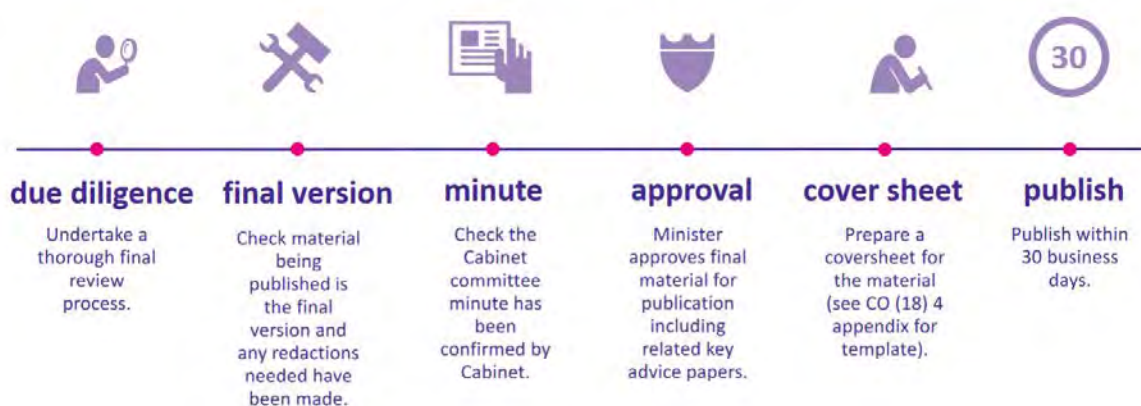 30
due diligence
Undertake a
thorough final
review
process.
final version
Check material
being
published is
the final
version and
any redactions
needed have
been made.
minute
Check the
Cabinet
committee
minute has
been
confirmed by
Cabinet.
approval
Minister
approves final
material for
publication
including
related key
advice papers.
cover sheet
Prepare a
coversheet for
the material
(see CO (18) 4
appendix for
template).
publish
Publish within
30 business
days.